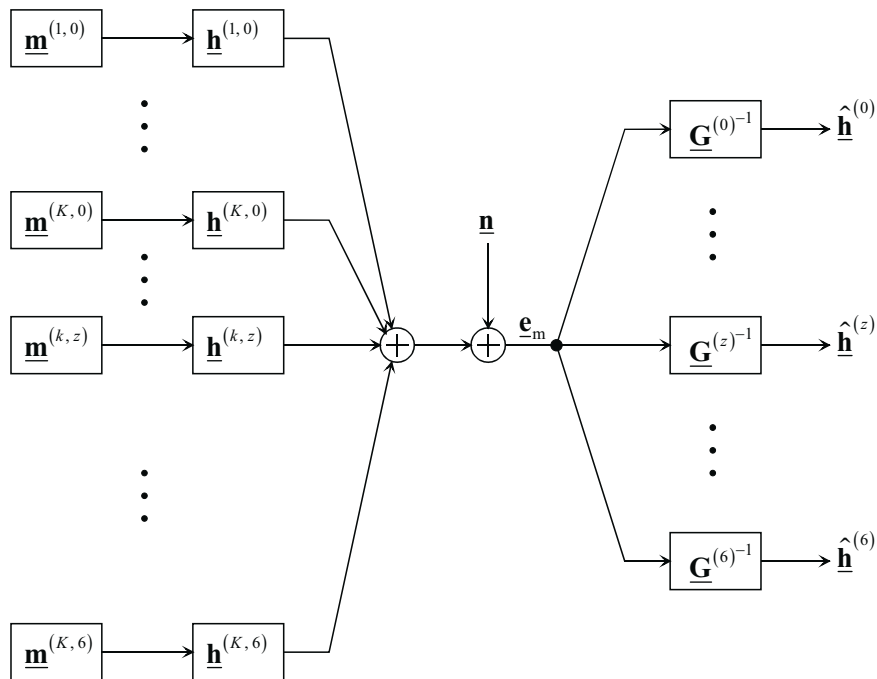 m^(1,0) h^(1,0)
m^(K,0) h^(K,0)
m^(k,z) h^(k,z)
m^(K,6) h^(K,6)
+
n
+
e_m
G^(0)^-1 ĥ^(0)
G^(z)^-1 ĥ^(z)
G^(6)^-1 ĥ^(6)